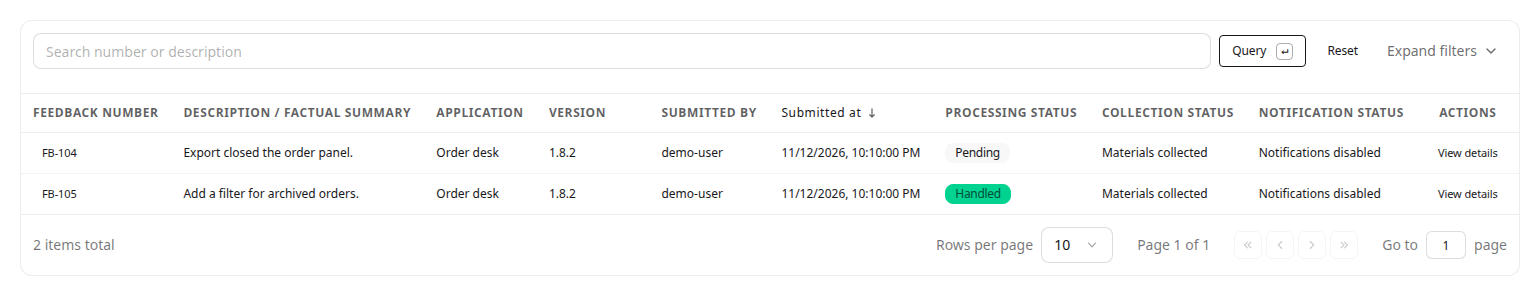 Search number or description Query ↵ Reset Expand filters
FEEDBACK NUMBER DESCRIPTION / FACTUAL SUMMARY APPLICATION VERSION SUBMITTED BY Submitted at ↓ PROCESSING STATUS COLLECTION STATUS NOTIFICATION STATUS ACTIONS
FB-104 Export closed the order panel. Order desk 1.8.2 demo-user 11/12/2026, 10:10:00 PM Pending Materials collected Notifications disabled View details
FB-105 Add a filter for archived orders. Order desk 1.8.2 demo-user 11/12/2026, 10:10:00 PM Handled Materials collected Notifications disabled View details
2 items total Rows per page 10 Page 1 of 1 « ‹ › » Go to 1 page